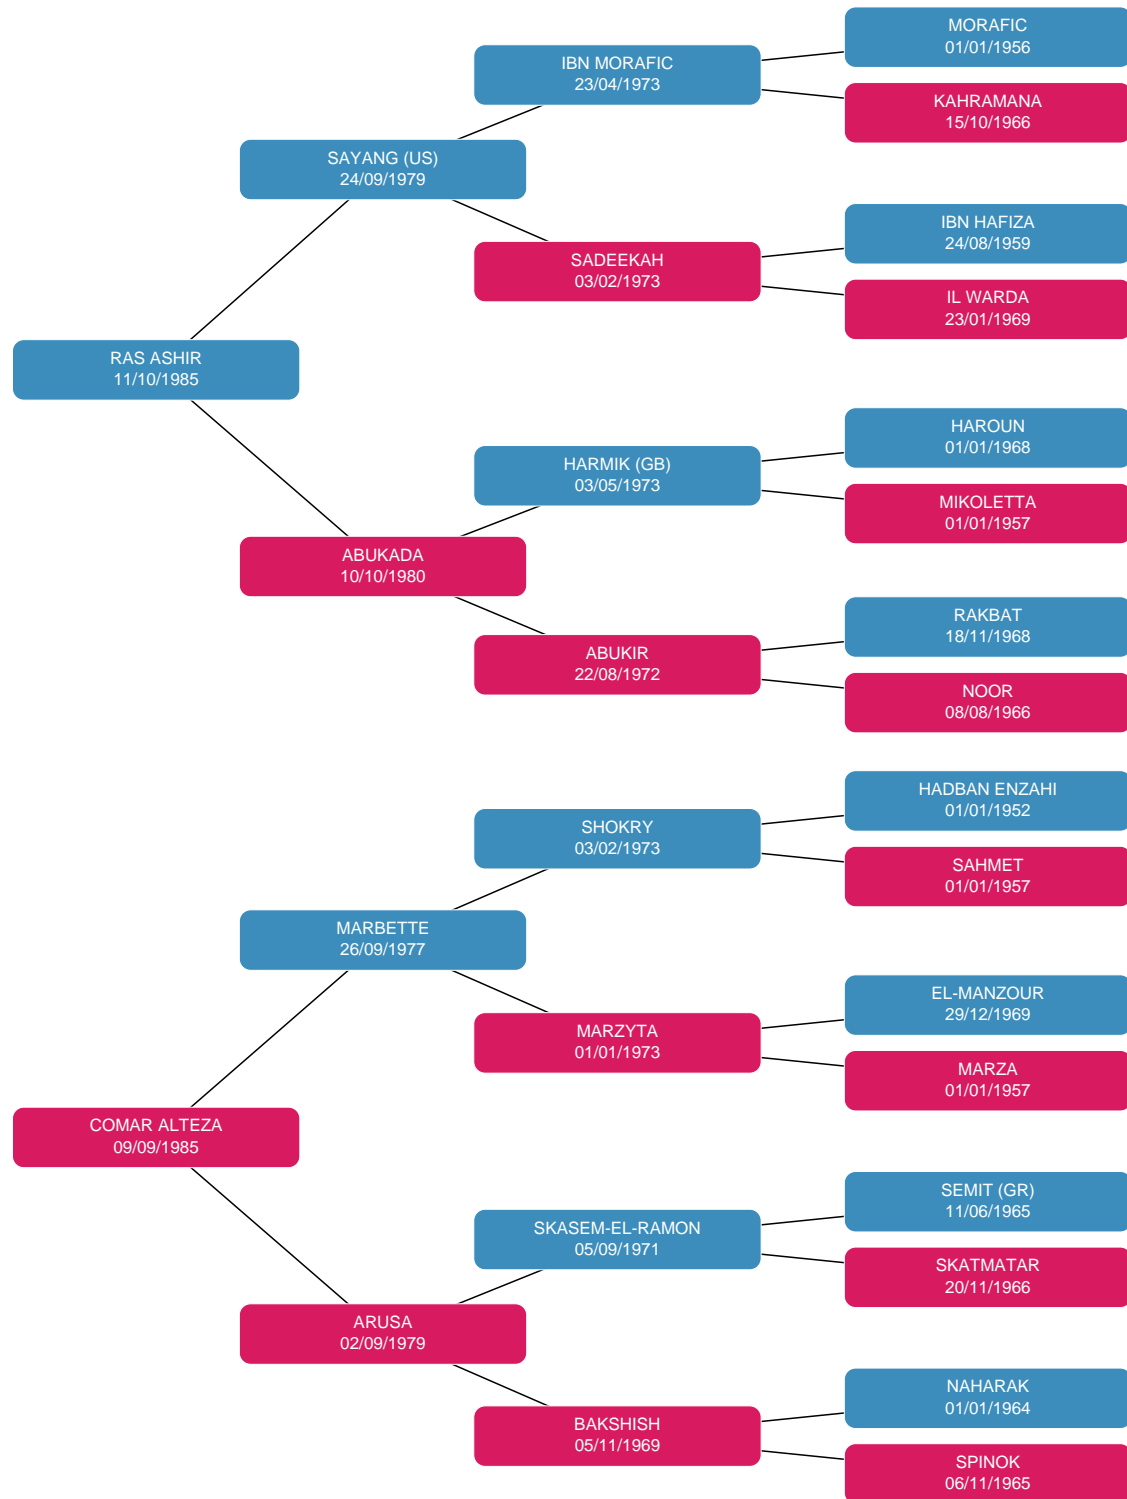 MORAFIC
01/01/1956
IBN MORAFIC
23/04/1973
KAHRAMANA
15/10/1966
SAYANG (US)
24/09/1979
IBN HAFIZA
24/08/1959
SADEEKAH
03/02/1973
IL WARDA
23/01/1969
RAS ASHIR
11/10/1985
HAROUN
01/01/1968
HARMIK (GB)
03/05/1973
MIKOLETTA
01/01/1957
ABUKADA
10/10/1980
RAKBAT
18/11/1968
ABUKIR
22/08/1972
NOOR
08/08/1966
HADBAN ENZAHI
01/01/1952
SHOKRY
03/02/1973
SAHMET
01/01/1957
MARBETTE
26/09/1977
EL-MANZOUR
29/12/1969
MARZYTA
01/01/1973
MARZA
01/01/1957
COMAR ALTEZA
09/09/1985
SEMIT (GR)
11/06/1965
SKASEM-EL-RAMON
05/09/1971
SKATMATAR
20/11/1966
ARUSA
02/09/1979
NAHARAK
01/01/1964
BAKSHISH
05/11/1969
SPINOK
06/11/1965